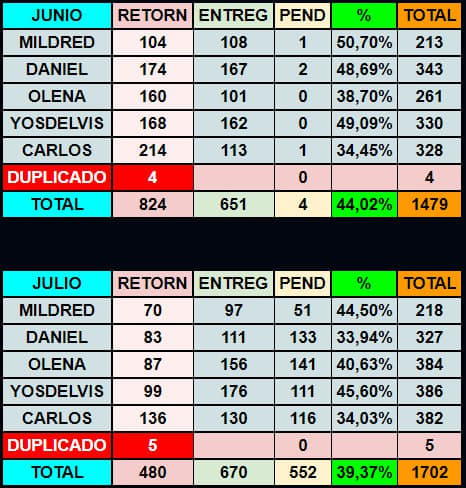 JUNIO RETORN ENTREG PEND % TOTAL
MILDRED 104 108 1 50,70% 213
DANIEL 174 167 2 48,69% 343
OLENA 160 101 0 38,70% 261
YOSDELVIS 168 162 0 49,09% 330
CARLOS 214 113 1 34,45% 328
DUPLICADO 4 0 4
TOTAL 824 651 4 44,02% 1479
JULIO RETORN ENTREG PEND % TOTAL
MILDRED 70 97 51 44,50% 218
DANIEL 83 111 133 33,94% 327
OLENA 87 156 141 40,63% 384
YOSDELVIS 99 176 111 45,60% 386
CARLOS 136 130 116 34,03% 382
DUPLICADO 5 0 5
TOTAL 480 670 552 39,37% 1702